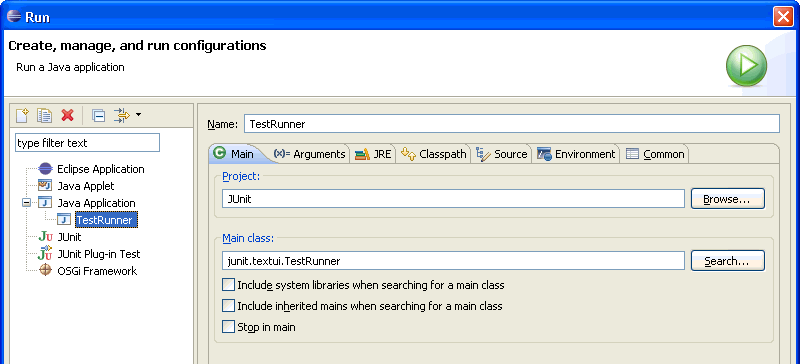 Run
Create, manage, and run configurations
Run a Java application
type filter text
Eclipse Application
Java Applet
Java Application
TestRunner
JUnit
JUnit Plug-in Test
OSGi Framework
Name: TestRunner
Main (x)= Arguments JRE Classpath Source Environment Common
Project:
JUnit Browse...
Main class:
junit.textui.TestRunner Search...
Include system libraries when searching for a main class
Include inherited mains when searching for a main class
Stop in main